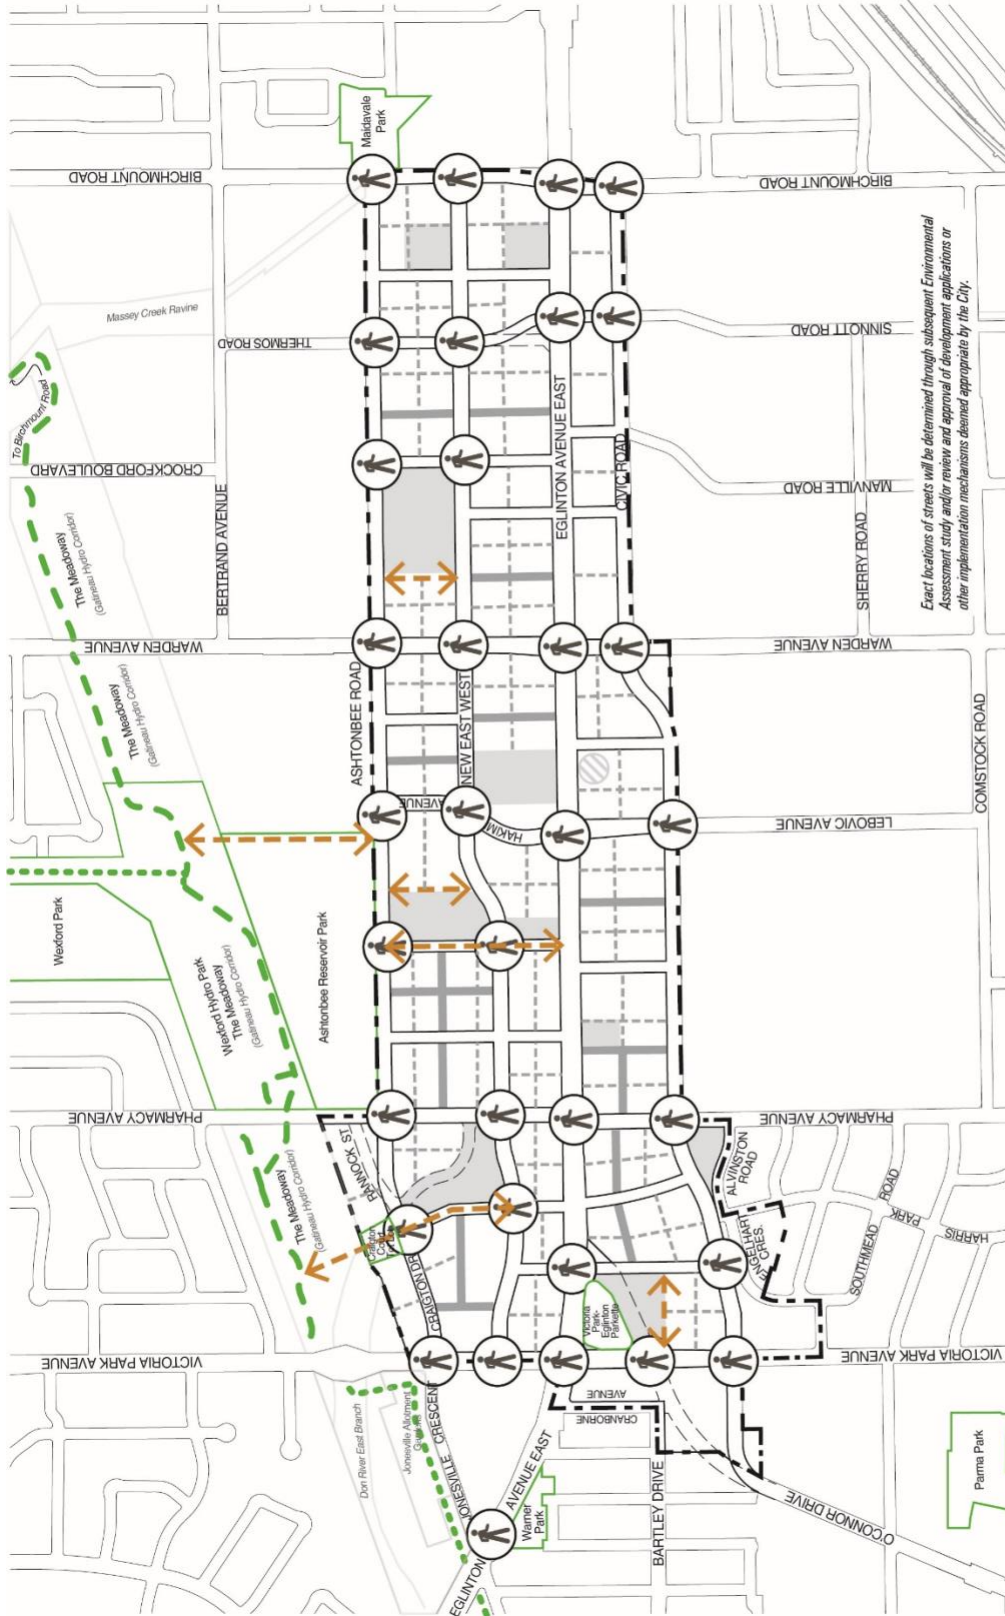 BIRCHMOUNT ROAD
Maidavale
Park
BIRCHMOUNT ROAD
Massey Creek Ravine
THERMOS ROAD
SINNOTT ROAD
To Birchmount Road
CROCKFORD BOULEVARD
BERTRAND AVENUE
EGLINTON AVENUE EAST
CIVIC ROAD
MANVILLE ROAD
SHERRY ROAD
Exact locations of streets will be determined through subsequent Environmental
Assessment study and/or review and approval of development applications or
other implementation mechanisms deemed appropriate by the City.
The Meadoway
(Gatineau Hydro Corridor)
WARDEN AVENUE
WARDEN AVENUE
The Meadoway
(Gatineau Hydro Corridor)
ASHTONBEE ROAD
NEW EAST WEST
HAKIM
AVENUE
LEBOVIC AVENUE
COMSTOCK ROAD
Wexford Park
Wexford Hydro Park
The Meadoway
(Gatineau Hydro Corridor)
Ashtonbee Reservoir Park
PHARMACY AVENUE
PHARMACY AVENUE
The Meadoway
(Gatineau Hydro Corridor)
RANNOCK ST.
Craigton
Court
CRAIGTON DR
ALVINSTON
ROAD
ENGELHART
CRES.
SOUTHMEAD
ROAD
PARK
HARRIS
Victoria
Park-
Eglinton
Parkette
VICTORIA PARK AVENUE
VICTORIA PARK AVENUE
Don River East Branch
Jonesville Allotment
Gardens
JONESVILLE CRESCENT
CRANBORNE
AVENUE
EGLINTON AVENUE EAST
Warner
Park
BARTLEY DRIVE
O'CONNOR DRIVE
Parma Park